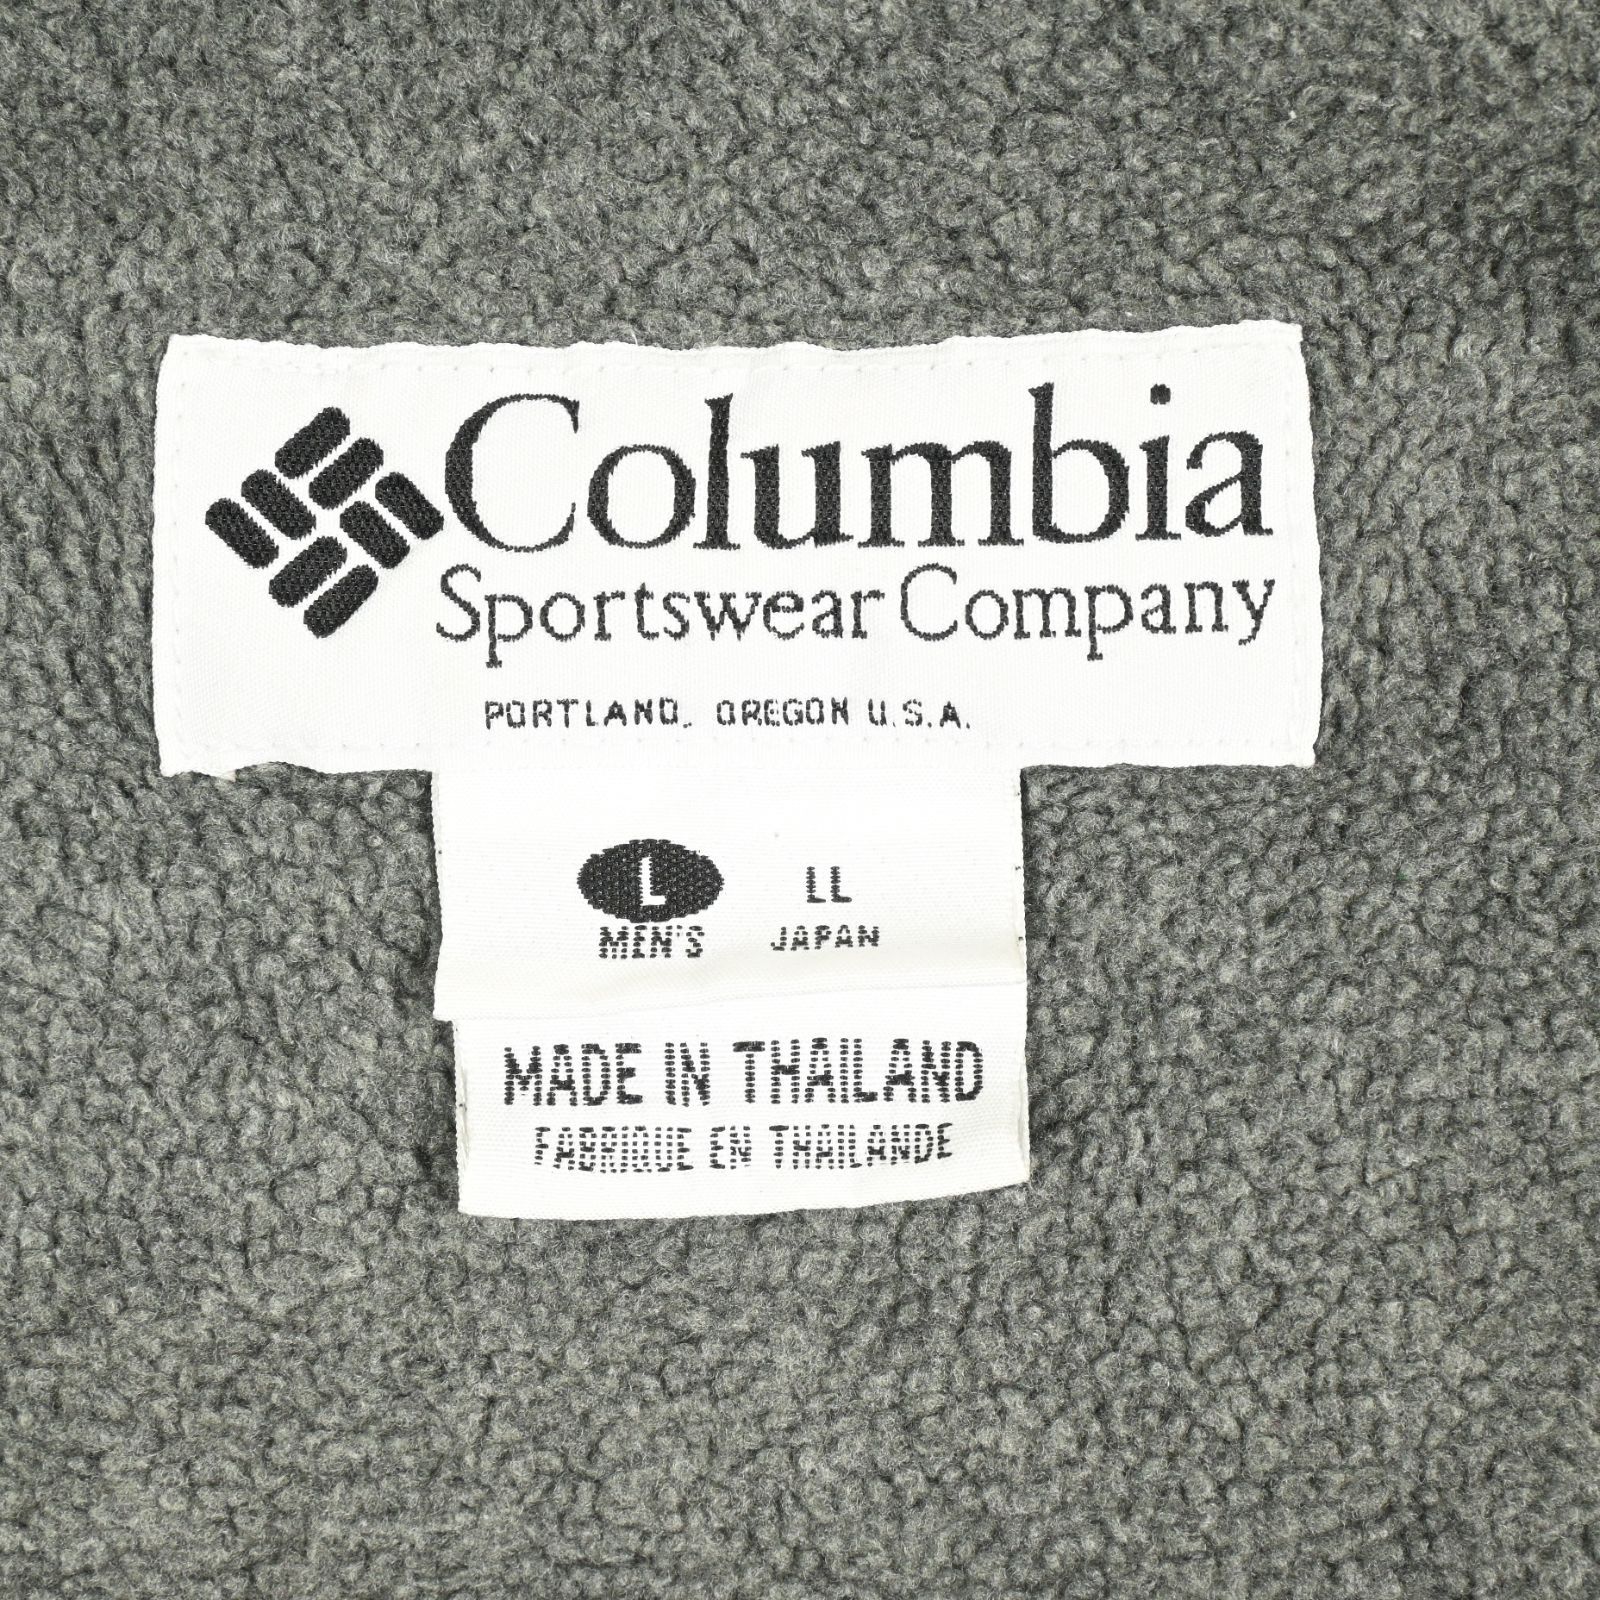 Columbia
Sportswear Company
PORTLAND, OREGON U.S.A.
L LL
MEN'S JAPAN
MADE IN THAILAND
FABRIQUE EN THAILANDE